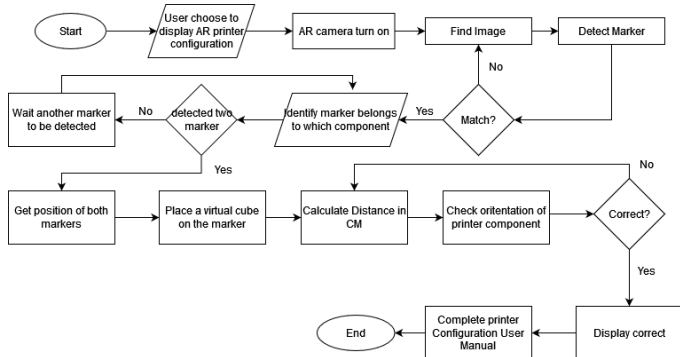 Start
User choose to
display AR printer
configuration
AR camera turn on
Find Image
Detect Marker
No
Wait another marker
to be detected
No
detected two
marker
Identify marker belongs
to which component
Yes
Match?
Yes
No
Get position of both
markers
Place a virtual cube
on the marker
Calculate Distance in
CM
Check oritentation of
printer component
Correct?
Yes
End
Complete printer
Configuration User
Manual
Display correct